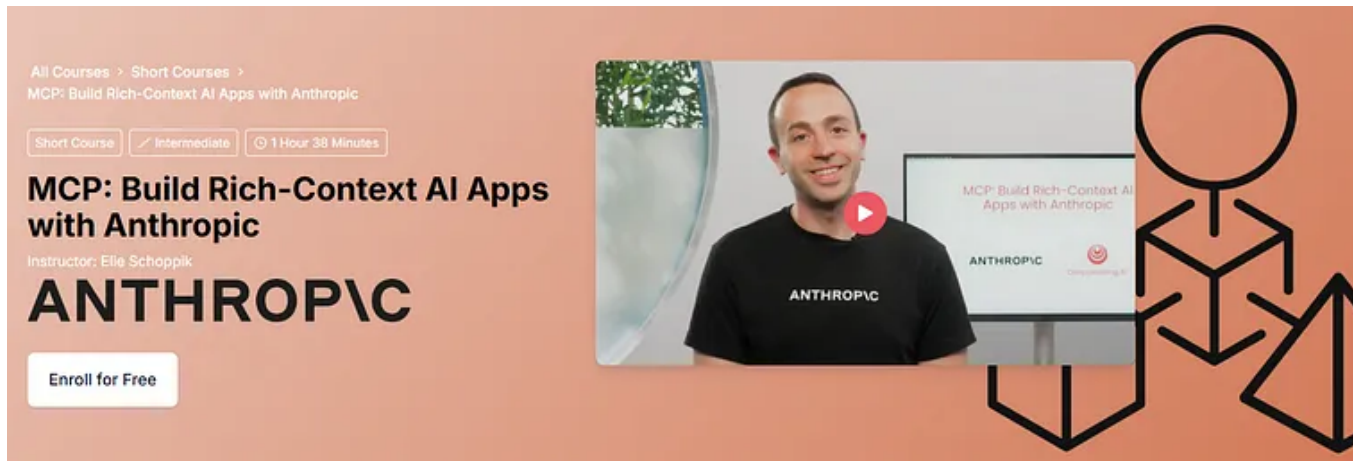 All Courses > Short Courses >
MCP: Build Rich-Context AI Apps with Anthropic
Short Course
Intermediate
1 Hour 38 Minutes
MCP: Build Rich-Context AI Apps
with Anthropic
Instructor: Elie Schoppik
ANTHROP\C
Enroll for Free
MCP: Build Rich-Context AI
Apps with Anthropic
ANTHROP\C
DeepLearning.AI
ANTHROP\C